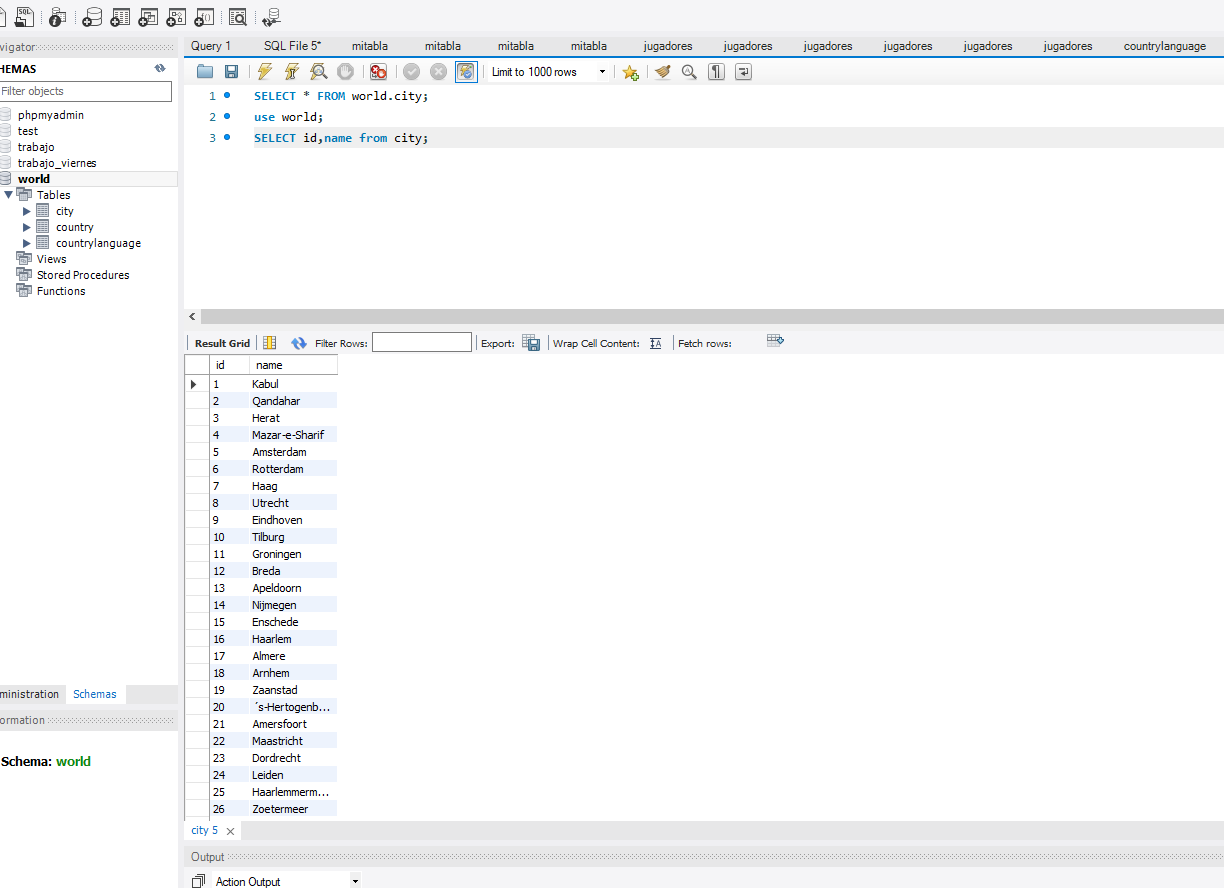 SQL
vigator
HEMAS
Filter objects
phpmyadmin
test
trabajo
trabajo_viernes
world
Tables
city
country
countrylanguage
Views
Stored Procedures
Functions
ministration Schemas
ormation
Schema: world
Query 1 SQL File 5* mitabla mitabla mitabla mitabla jugadores jugadores jugadores jugadores jugadores jugadores countrylanguage
Limit to 1000 rows
1 SELECT * FROM world.city;
2 use world;
3 SELECT id,name from city;
Result Grid Filter Rows: Export: Wrap Cell Content: Fetch rows:
id name
1 Kabul
2 Qandahar
3 Herat
4 Mazar-e-Sharif
5 Amsterdam
6 Rotterdam
7 Haag
8 Utrecht
9 Eindhoven
10 Tilburg
11 Groningen
12 Breda
13 Apeldoorn
14 Nijmegen
15 Enschede
16 Haarlem
17 Almere
18 Arnhem
19 Zaanstad
20 ´s-Hertogenb...
21 Amersfoort
22 Maastricht
23 Dordrecht
24 Leiden
25 Haarlemmerm...
26 Zoetermeer
city 5
Output
Action Output